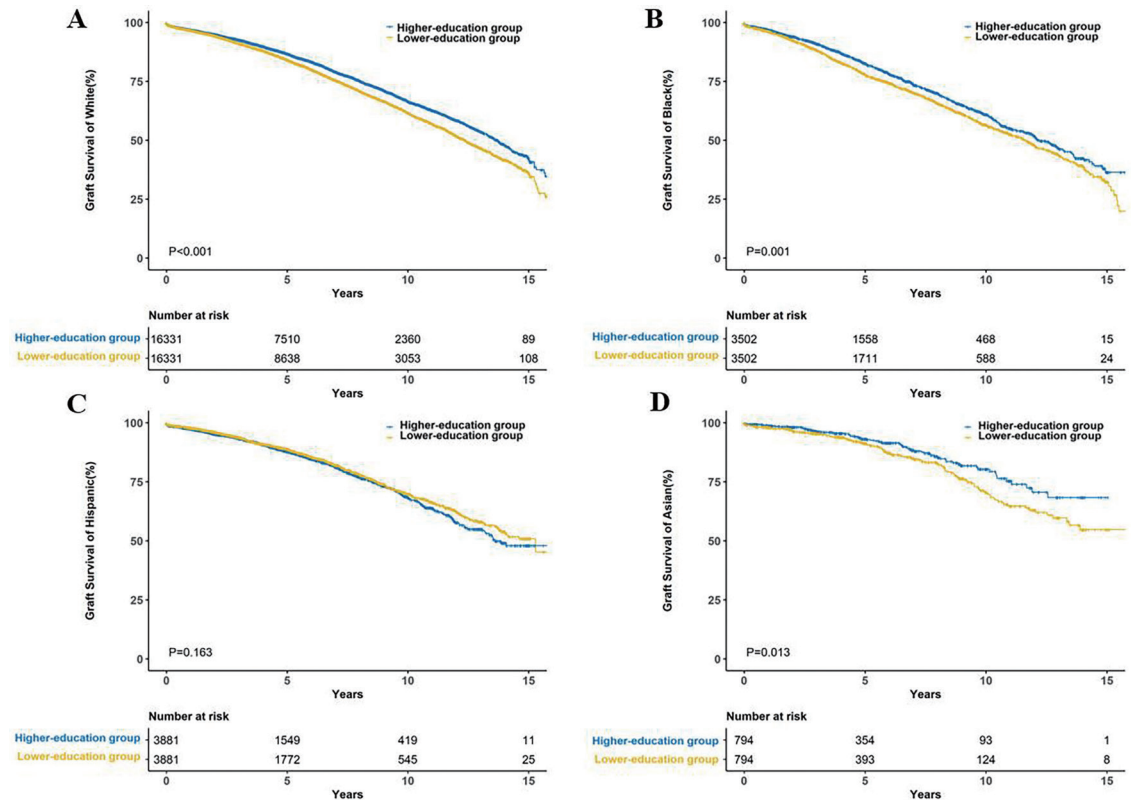 A
Higher-education group
Lower-education group
Graft Survival of White(%)
100
75
50
25
0
P<0.001
0 5 10 15
Years
Number at risk
Higher-education group 16331 7510 2360 89
Lower-education group 16331 8638 3053 108
0 5 10 15
Years
B
Higher-education group
Lower-education group
Graft Survival of Black(%)
100
75
50
25
0
P=0.001
0 5 10 15
Years
Number at risk
Higher-education group 3502 1558 468 15
Lower-education group 3502 1711 588 24
0 5 10 15
Years
C
Higher-education group
Lower-education group
Graft Survival of Hispanic(%)
100
75
50
25
0
P=0.163
0 5 10 15
Years
Number at risk
Higher-education group 3881 1549 419 11
Lower-education group 3881 1772 545 25
0 5 10 15
Years
D
Higher-education group
Lower-education group
Graft Survival of Asian(%)
100
75
50
25
0
P=0.013
0 5 10 15
Years
Number at risk
Higher-education group 794 354 93 1
Lower-education group 794 393 124 8
0 5 10 15
Years